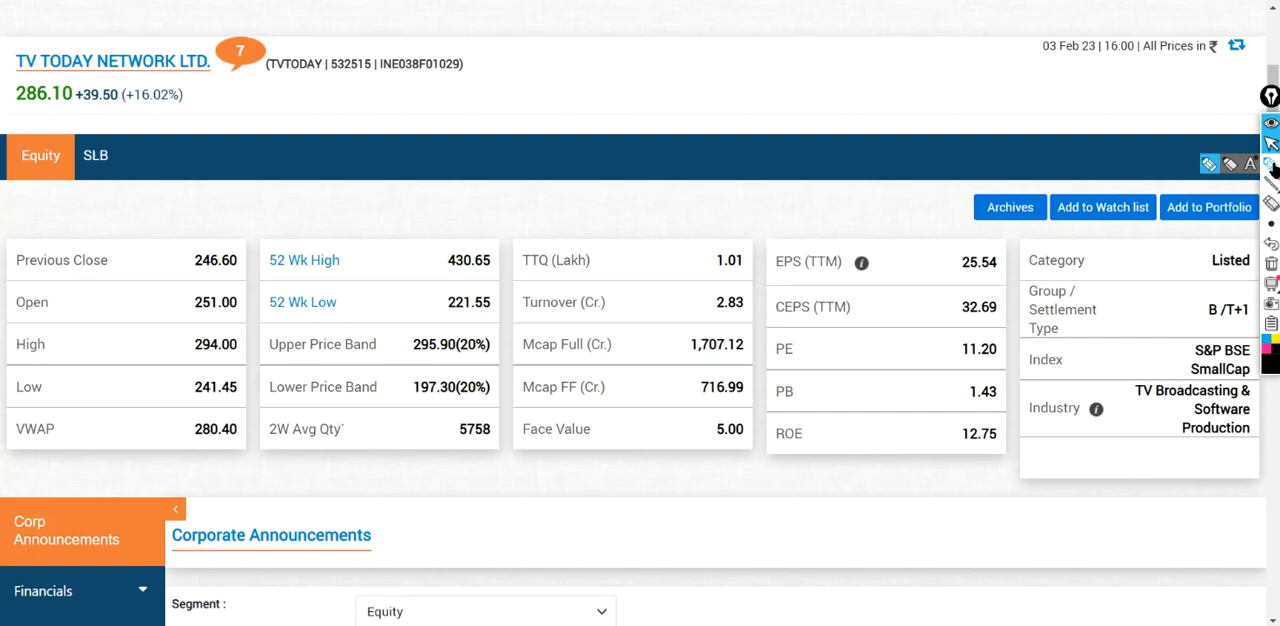 03 Feb 23 | 16:00 | All Prices in ₹
TV TODAY NETWORK LTD.
7
(TVTODAY | 532515 | INE038F01029)
286.10 +39.50 (+16.02%)
Equity
SLB
A
Archives
Add to Watch list
Add to Portfolio
Previous Close 246.60
Open 251.00
High 294.00
Low 241.45
VWAP 280.40
52 Wk High 430.65
52 Wk Low 221.55
Upper Price Band 295.90(20%)
Lower Price Band 197.30(20%)
2W Avg Qty` 5758
TTQ (Lakh) 1.01
Turnover (Cr.) 2.83
Mcap Full (Cr.) 1,707.12
Mcap FF (Cr.) 716.99
Face Value 5.00
EPS (TTM) i 25.54
CEPS (TTM) 32.69
PE 11.20
PB 1.43
ROE 12.75
Category Listed
Group /
Settlement B /T+1
Type
Index S&P BSE
SmallCap
Industry i TV Broadcasting &
Software
Production
Corp
Announcements
Corporate Announcements
Financials
Segment :
Equity